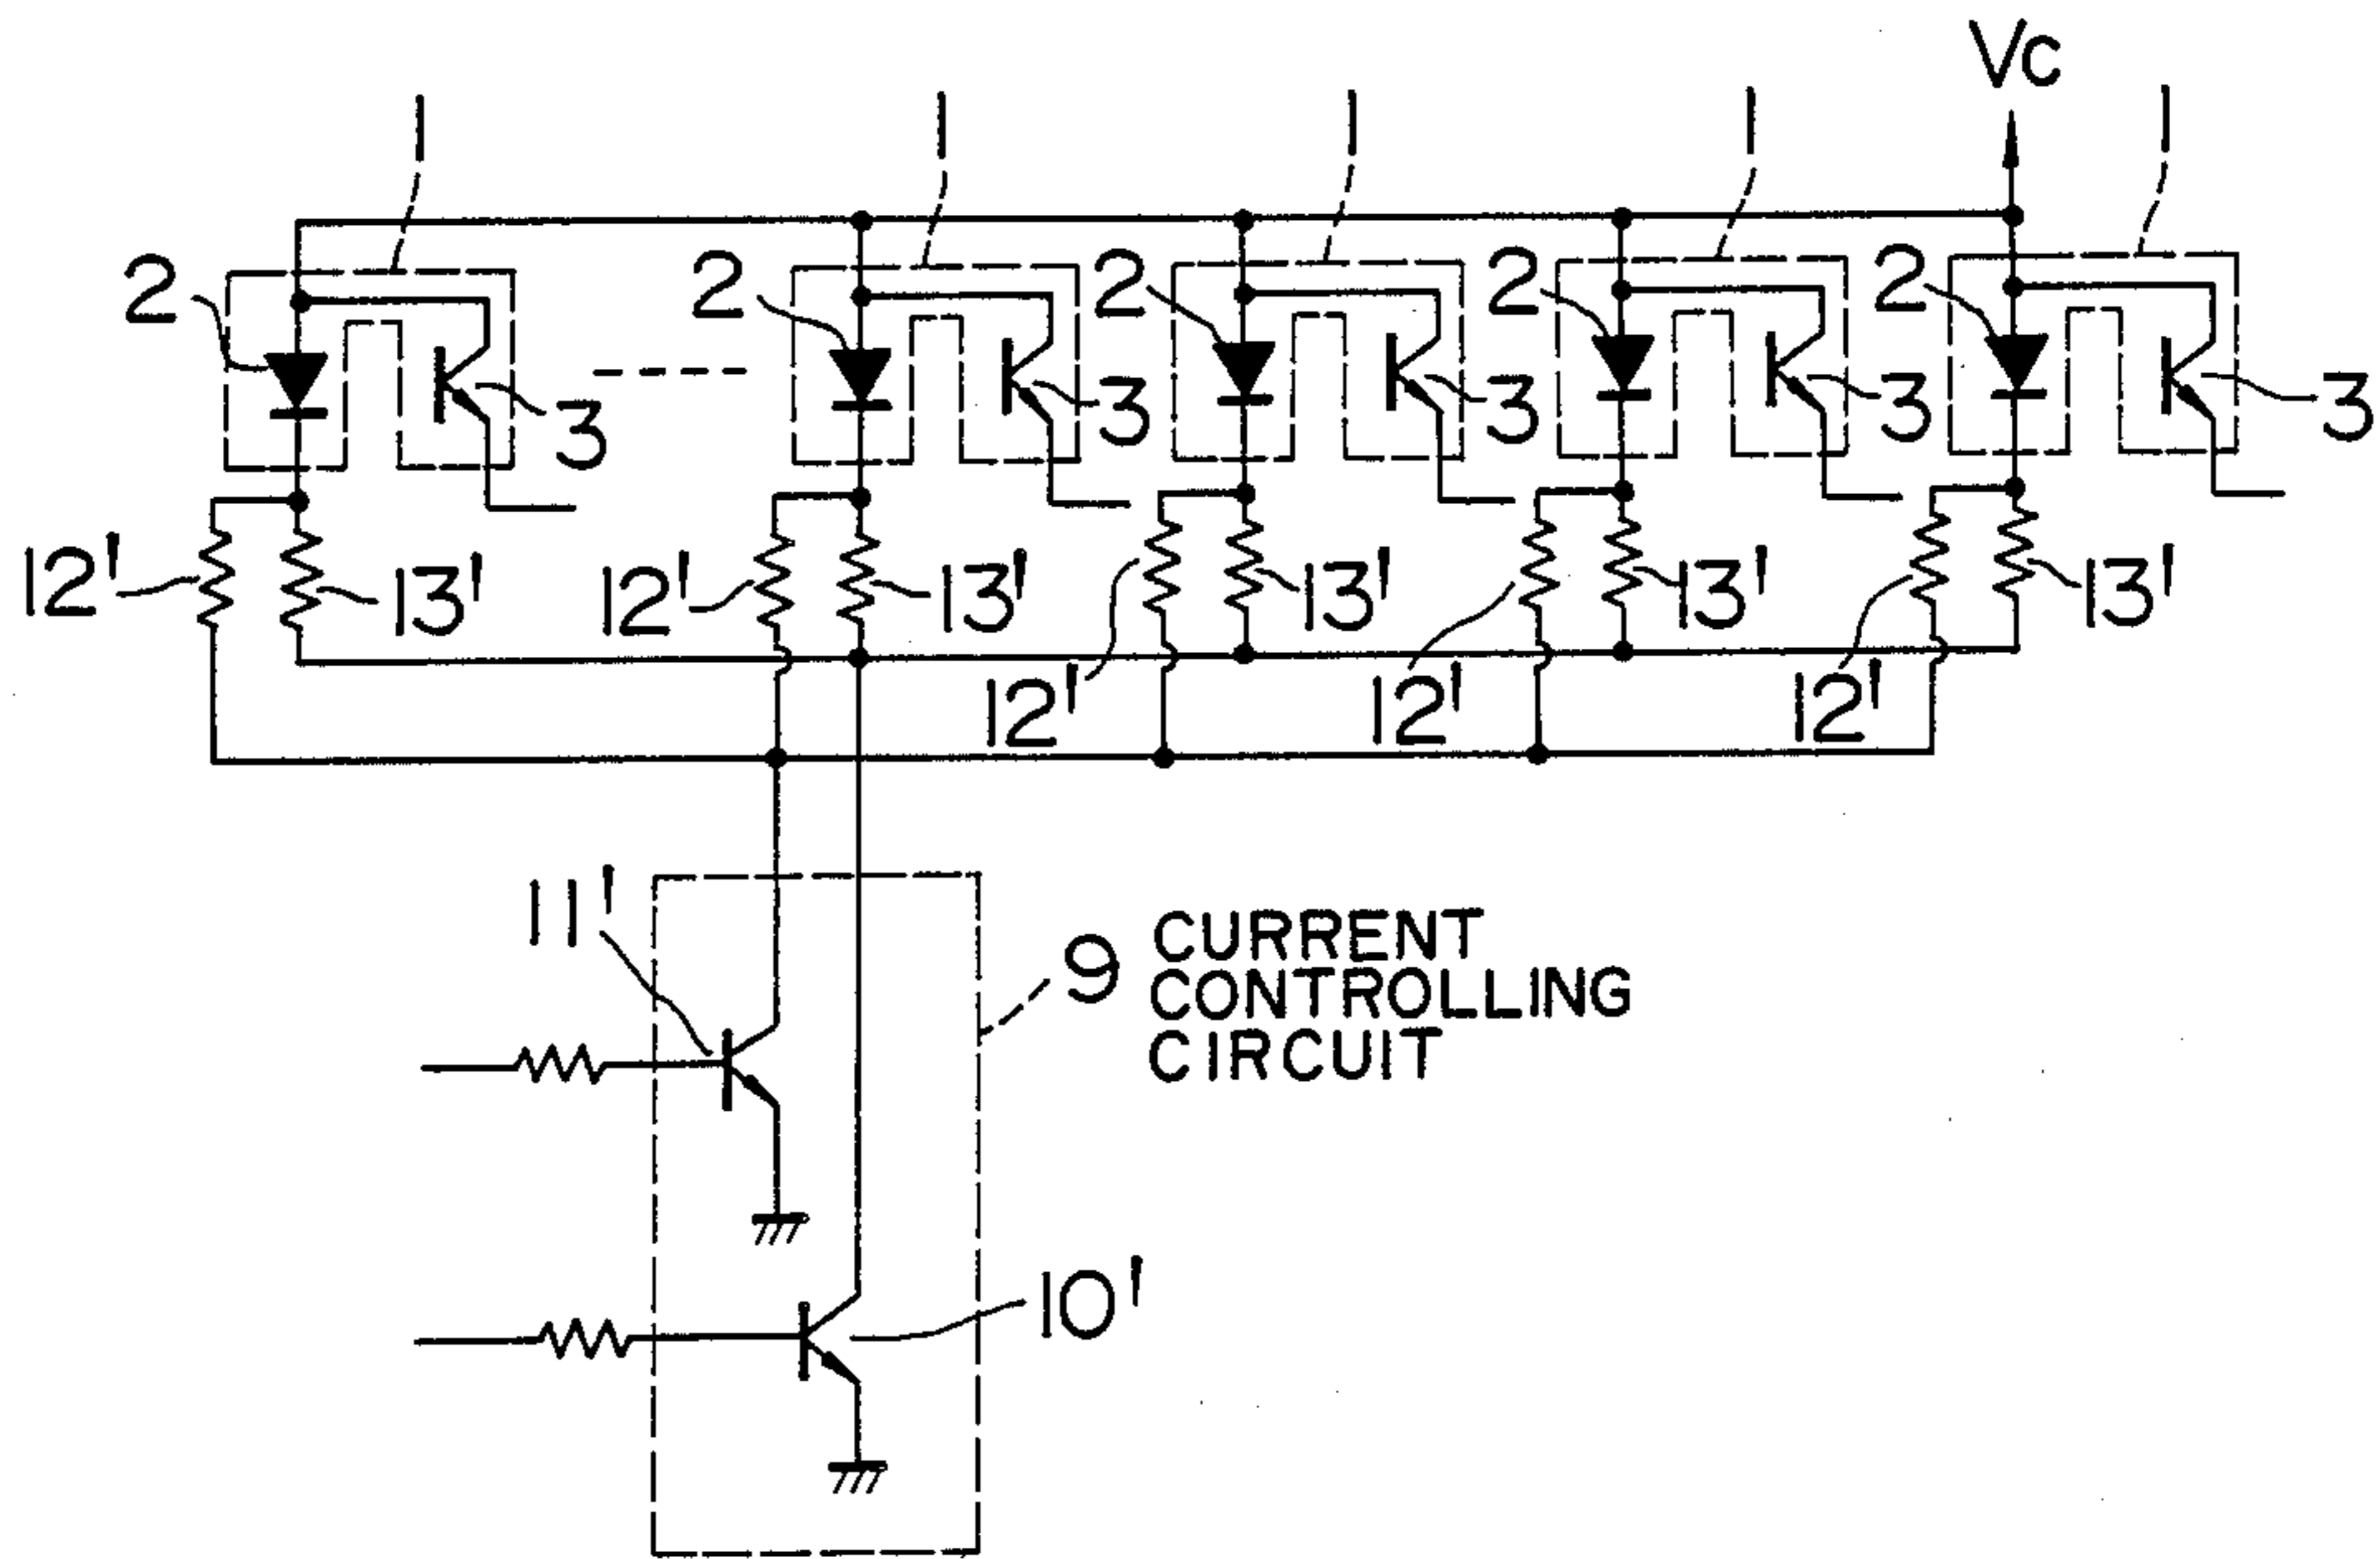 Vc
1 1 1 1 1
2 2 2 2 2
3 3 3 3 3
12' 13' 12' 13' 13' 13' 13'
12' 12' 12'
11'
9 CURRENT
CONTROLLING
CIRCUIT
10'